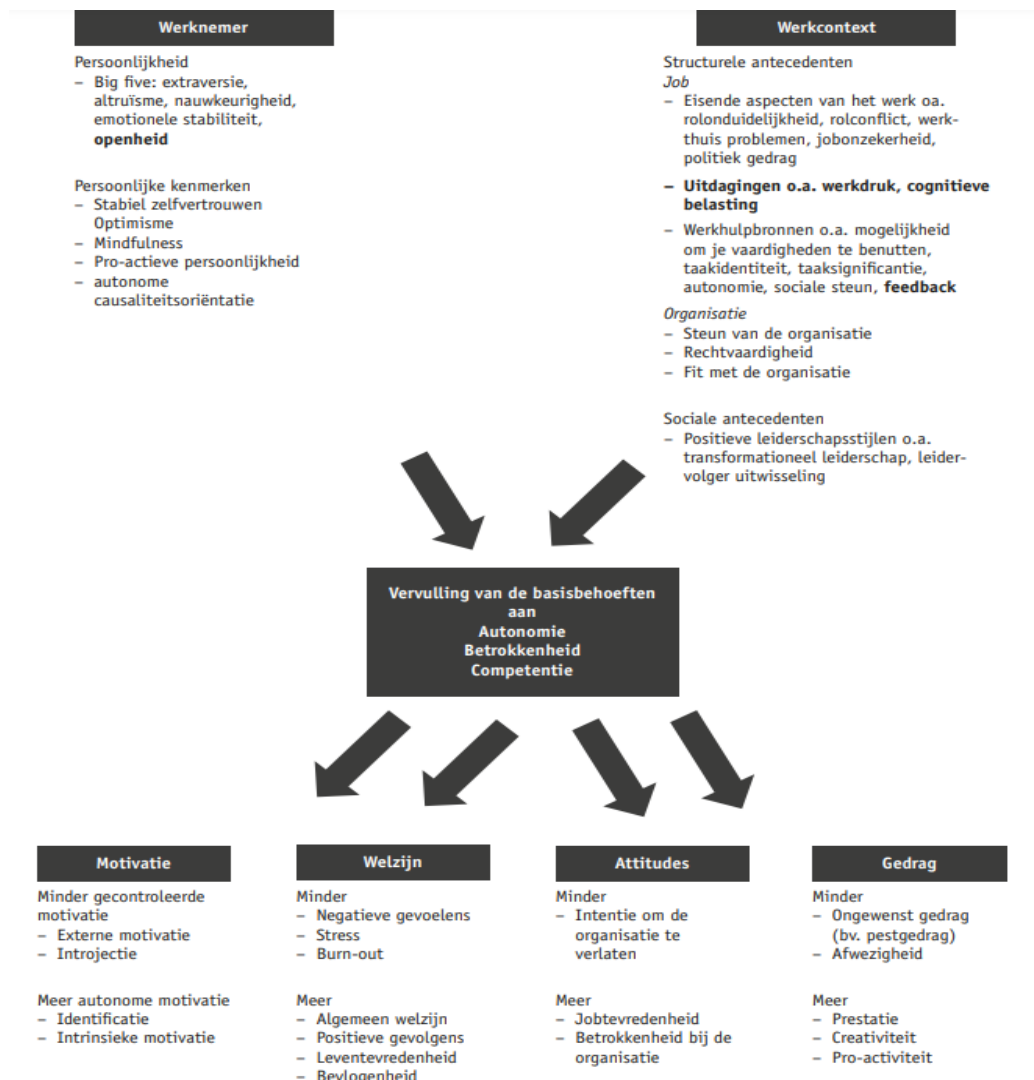 Werknemer
Persoonlijkheid
– Big five: extraversie,
altruïsme, nauwkeurigheid,
emotionele stabiliteit,
openheid
Persoonlijke kenmerken
– Stabiel zelfvertrouwen
Optimisme
– Mindfulness
– Pro-actieve persoonlijkheid
– autonome
causaliteitsoriëntatie
Werkcontext
Structurele antecedenten
Job
– Eisende aspecten van het werk oa.
rolonduidelijkheid, rolconflict, werk-
thuis problemen, jobonzekerheid,
politiek gedrag
– Uitdagingen o.a. werkdruk, cognitieve
belasting
– Werkhulpbronnen o.a. mogelijkheid
om je vaardigheden te benutten,
taakidentiteit, taaksignificantie,
autonomie, sociale steun, feedback
Organisatie
– Steun van de organisatie
– Rechtvaardigheid
– Fit met de organisatie
Sociale antecedenten
– Positieve leiderschapsstijlen o.a.
transformationeel leiderschap, leider-
volger uitwisseling
Vervulling van de basisbehoeften
aan
Autonomie
Betrokkenheid
Competentie
Motivatie
Minder gecontroleerde
motivatie
– Externe motivatie
– Introjectie
Meer autonome motivatie
– Identificatie
– Intrinsieke motivatie
Welzijn
Minder
– Negatieve gevoelens
– Stress
– Burn-out
Meer
– Algemeen welzijn
– Positieve gevolgens
– Leventevredenheid
– Bevlogenheid
Attitudes
Minder
– Intentie om de
organisatie te
verlaten
Meer
– Jobtevredenheid
– Betrokkenheid bij de
organisatie
Gedrag
Minder
– Ongewenst gedrag
(bv. pestgedrag)
– Afwezigheid
Meer
– Prestatie
– Creativiteit
– Pro-activiteit